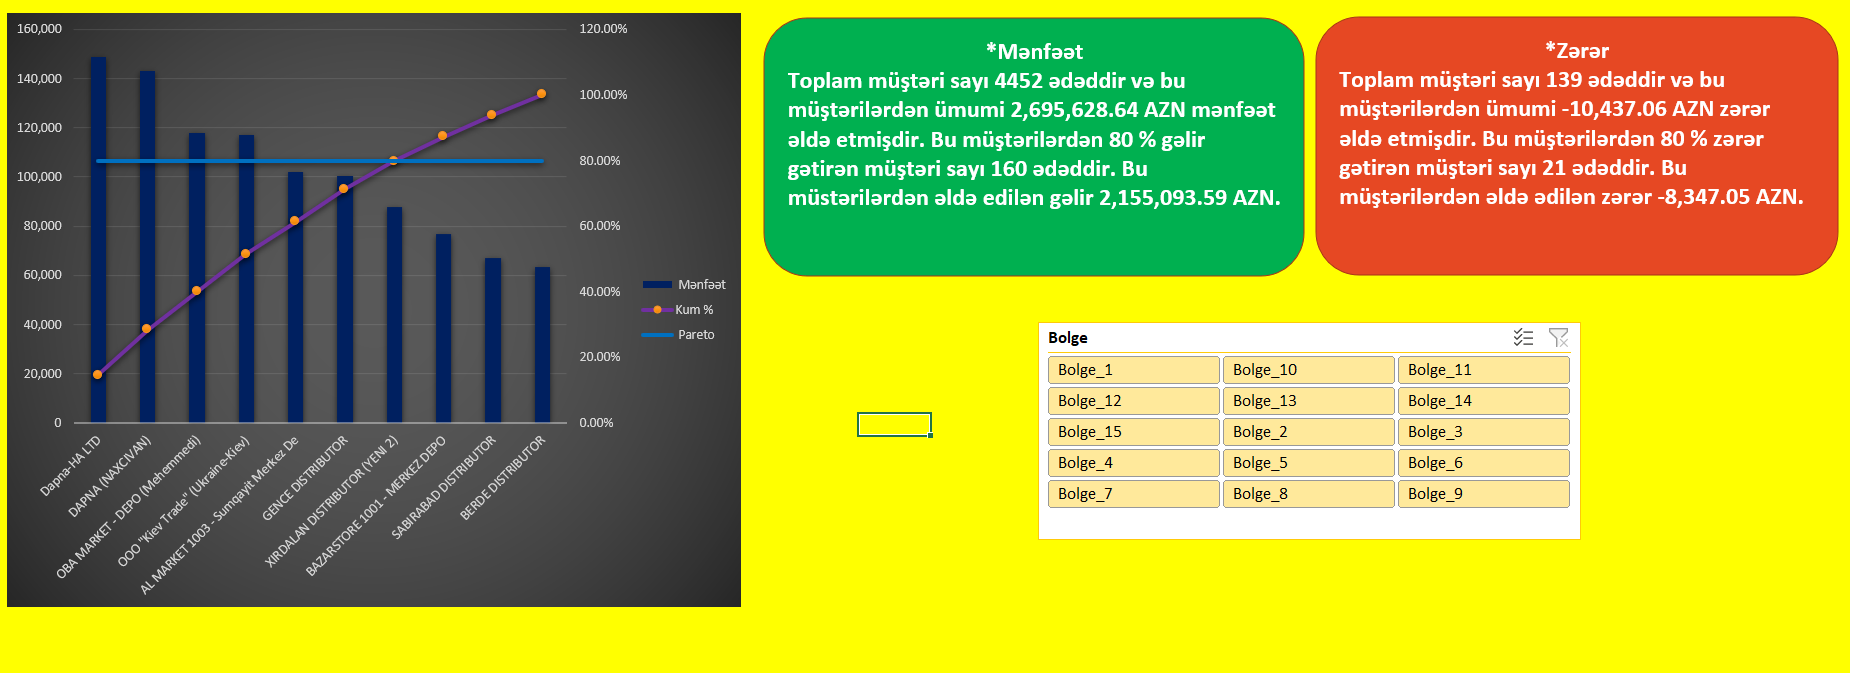 160,000
140,000
120,000
100,000
80,000
60,000
40,000
20,000
0
120.00%
100.00%
80.00%
60.00%
40.00%
20.00%
0.00%
Dapna-HA LTD
DAPNA (NAXCIVAN)
OBA MARKET - DEPO (Mehemmedi)
OOO "Kiev Trade" (Ukraine-Kiev)
AL MARKET 1003 - Sumqayit Merkez De
GENCE DISTRIBUTOR
XIRDALAN DISTRIBUTOR (YENI 2)
BAZARSTORE 1001 - MERKEZ DEPO
SABIRABAD DISTRIBUTOR
BERDE DISTRIBUTOR
Mənfəət
Kum %
Pareto
*Mənfəət
Toplam müştəri sayı 4452 ədəddir və bu
müştərilərdən ümumi 2,695,628.64 AZN mənfəət
əldə etmişdir. Bu müştərilərdən 80 % gəlir
gətirən müştəri sayı 160 ədəddir. Bu
müstərilərdən əldə edilən gəlir 2,155,093.59 AZN.
*Zərər
Toplam müştəri sayı 139 ədəddir və bu
müştərilərdən ümumi -10,437.06 AZN zərər
əldə etmişdir. Bu müştərilərdən 80 % zərər
gətirən müştəri sayı 21 ədəddir. Bu
müştərilərdən əldə ədilən zərər -8,347.05 AZN.
Bolge
Bolge_1 Bolge_10 Bolge_11
Bolge_12 Bolge_13 Bolge_14
Bolge_15 Bolge_2 Bolge_3
Bolge_4 Bolge_5 Bolge_6
Bolge_7 Bolge_8 Bolge_9